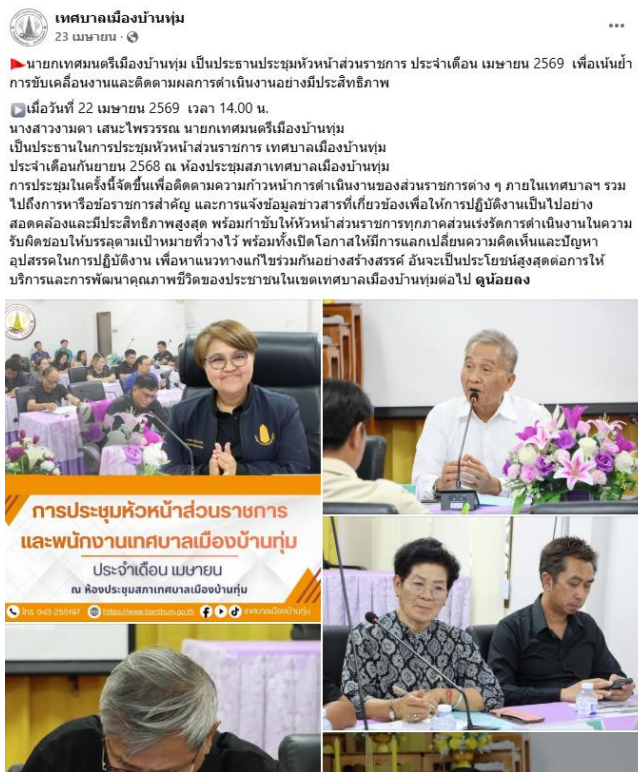 เทศบาลเมืองบ้านทุ่ม
23 เมษายน ·
นายกเทศมนตรีเมืองบ้านทุ่ม เป็นประธานประชุมหัวหน้าส่วนราชการ ประจำเดือน เมษายน 2569 เพื่อเน้นย้ำ
การขับเคลื่อนงานและติดตามผลการดำเนินงานอย่างมีประสิทธิภาพ
เมื่อวันที่ 22 เมษายน 2569 เวลา 14.00 น.
นางสาวงามตา เสนะไพรวรรณ นายกเทศมนตรีเมืองบ้านทุ่ม
เป็นประธานในการประชุมหัวหน้าส่วนราชการ เทศบาลเมืองบ้านทุ่ม
ประจำเดือนกันยายน 2568 ณ ห้องประชุมสภาเทศบาลเมืองบ้านทุ่ม
การประชุมในครั้งนี้จัดขึ้นเพื่อติดตามความก้าวหน้าการดำเนินงานของส่วนราชการต่าง ๆ ภายในเทศบาลฯ รวม
ไปถึงการหารือข้อราชการสำคัญ และการแจ้งข้อมูลข่าวสารที่เกี่ยวข้องเพื่อให้การปฏิบัติงานเป็นไปอย่าง
สอดคล้องและมีประสิทธิภาพสูงสุด พร้อมกำชับให้หัวหน้าส่วนราชการทุกภาคส่วนเร่งรัดการดำเนินงานในความ
รับผิดชอบให้บรรลุตามเป้าหมายที่วางไว้ พร้อมทั้งเปิดโอกาสให้มีการแลกเปลี่ยนความคิดเห็นและปัญหา
อุปสรรคในการปฏิบัติงาน เพื่อหาแนวทางแก้ไขร่วมกันอย่างสร้างสรรค์ อันจะเป็นประโยชน์สูงสุดต่อการให้
บริการและการพัฒนาคุณภาพชีวิตของประชาชนในเขตเทศบาลเมืองบ้านทุ่มต่อไป ดูน้อยลง
การประชุมหัวหน้าส่วนราชการ
และพนักงานเทศบาลเมืองบ้านทุ่ม
ประจำเดือน เมษายน
ณ ห้องประชุมสภาเทศบาลเมืองบ้านทุ่ม
โทร. 043-255197 https://www.banthum.go.th เทศบาลเมืองบ้านทุ่ม